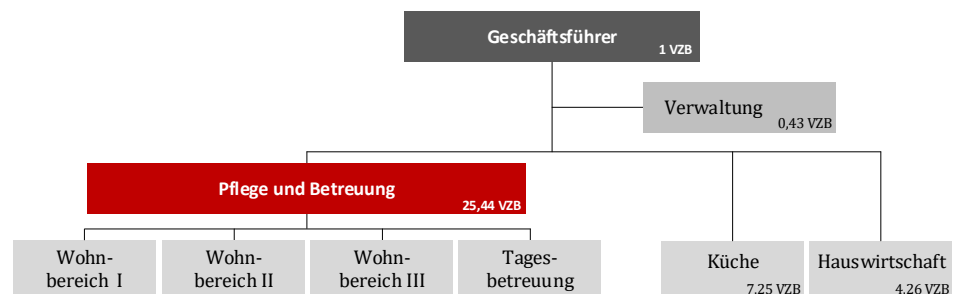 Geschäftsführer
1 VZB
Verwaltung
0,43 VZB
Pflege und Betreuung
25,44 VZB
Wohn-
bereich I
Wohn-
bereich II
Wohn-
bereich III
Tages-
betreuung
Küche
7,25 VZB
Hauswirtschaft
4,26 VZB